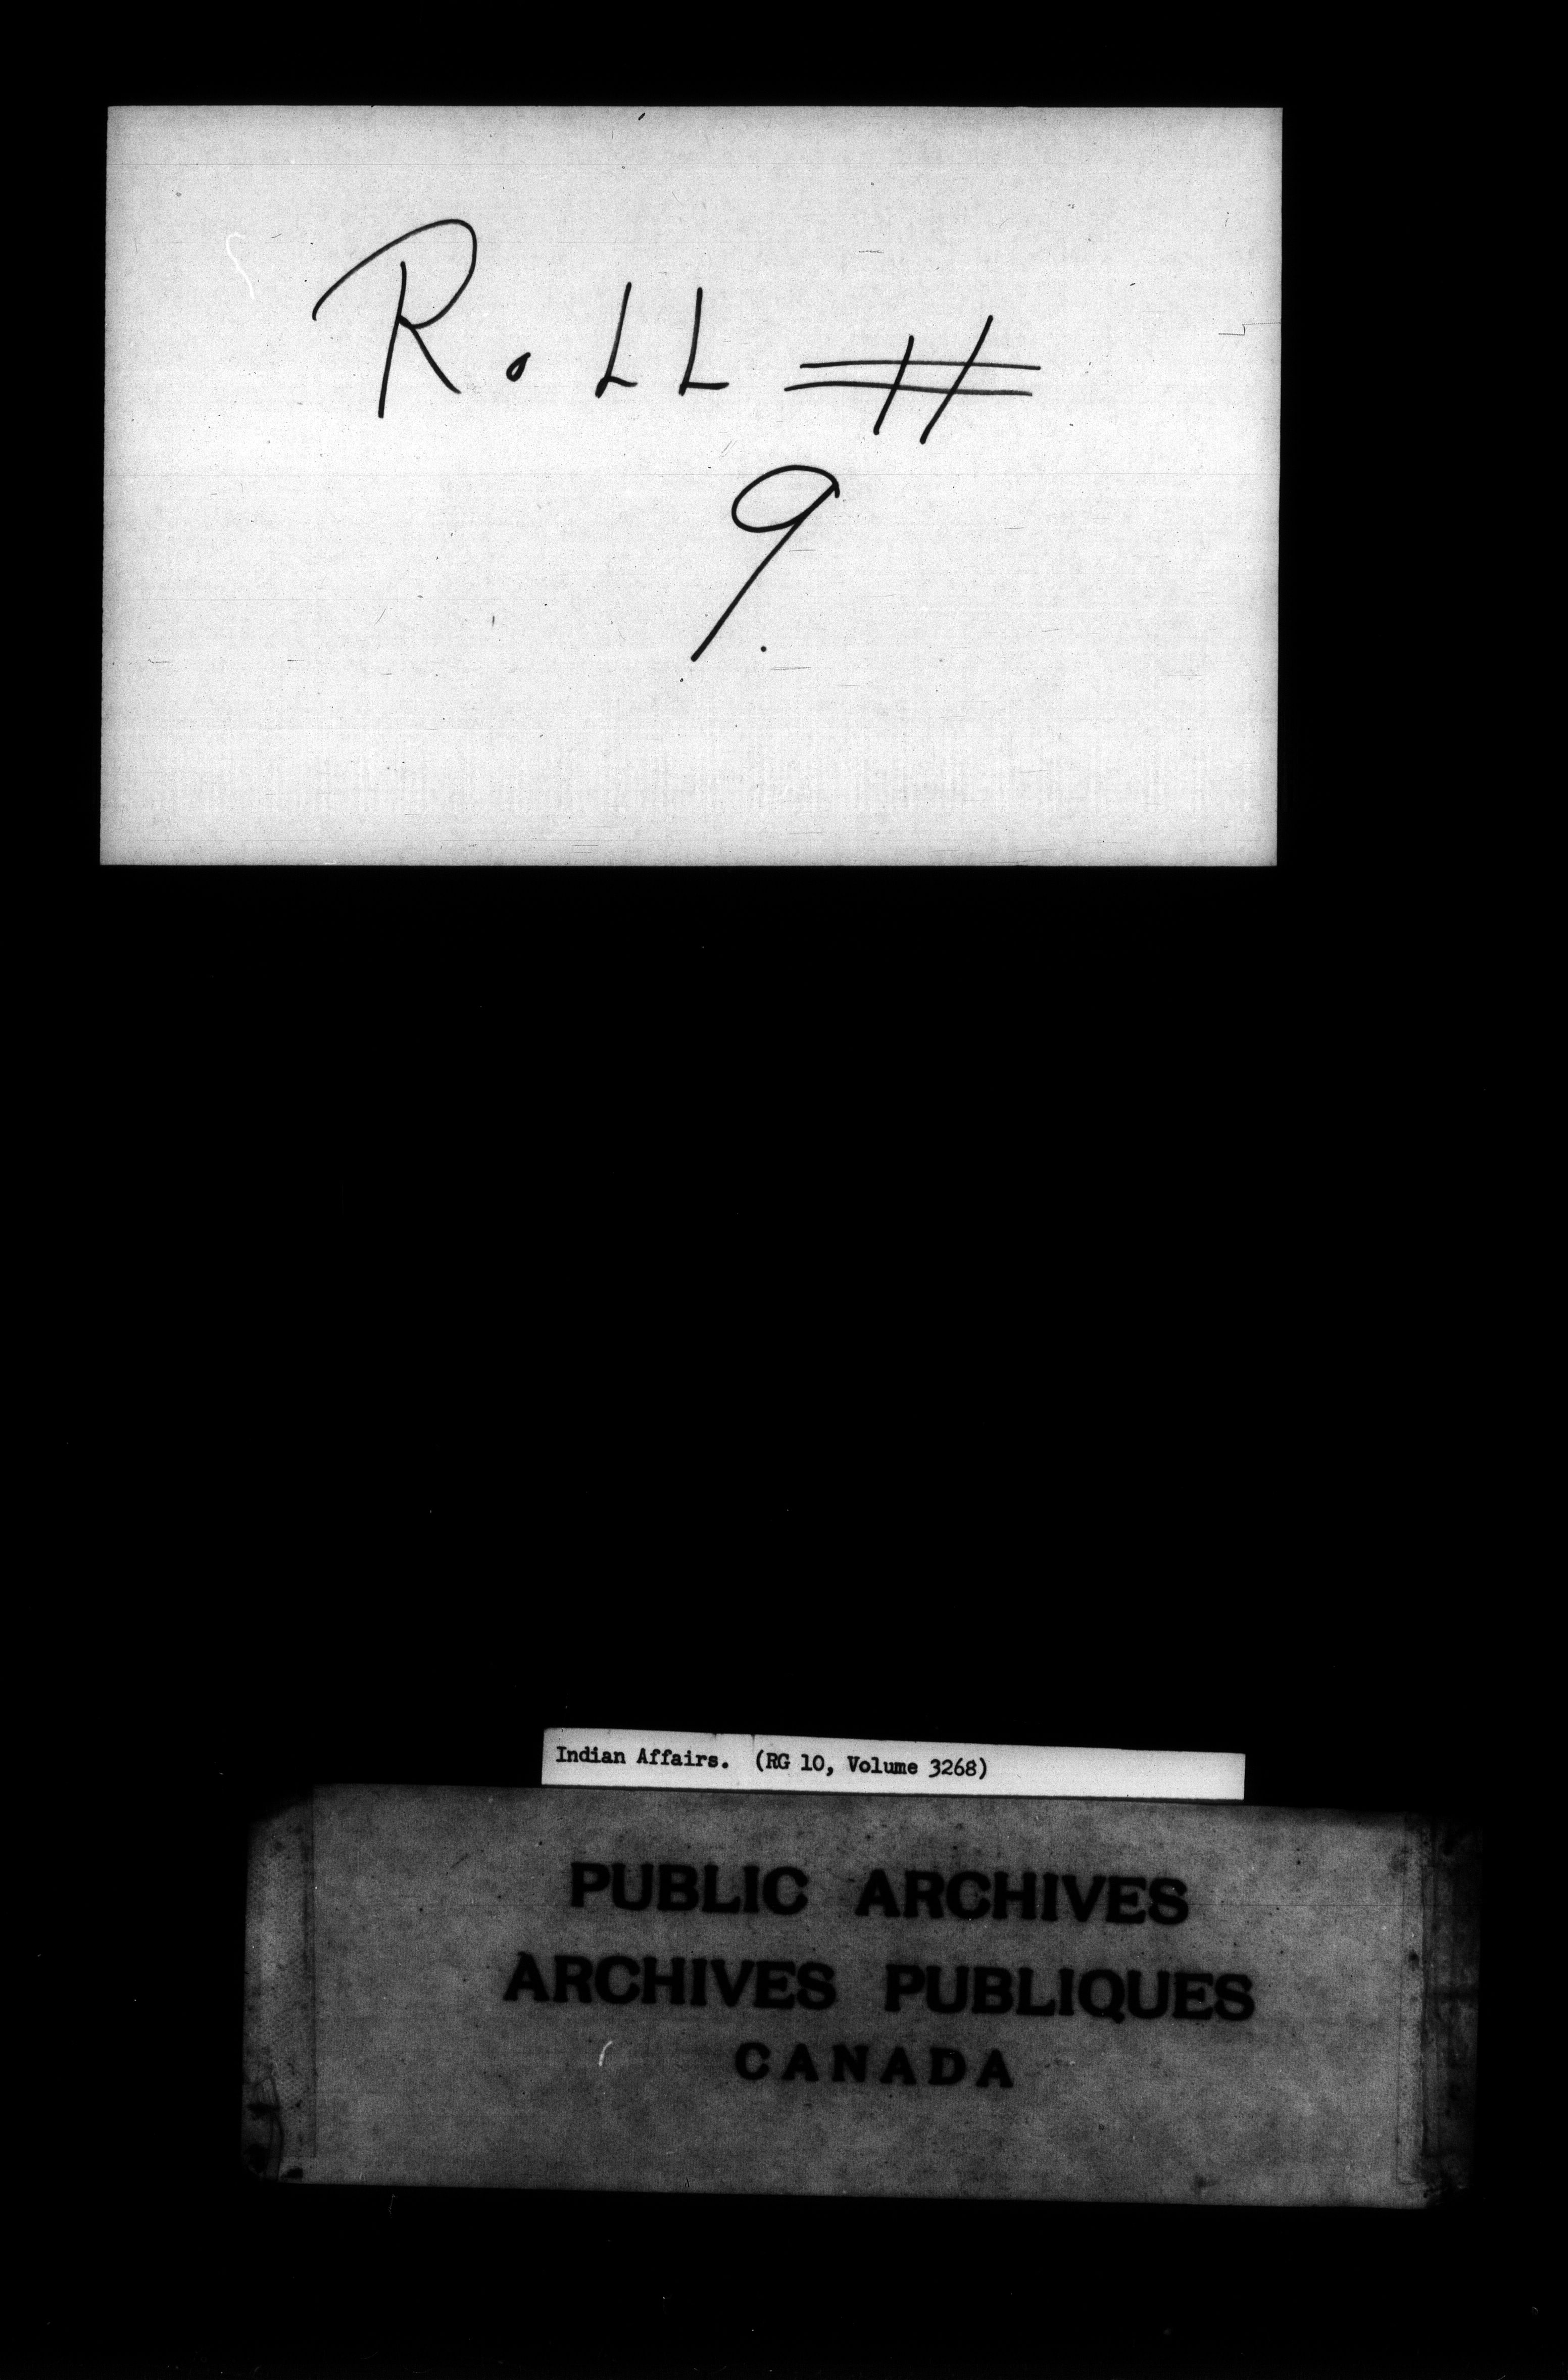 RoLL #
9.
Indian Affairs. (RG 10, Volume 3268)
PUBLIC ARCHIVES
ARCHIVES PUBLIQUES
CANADA